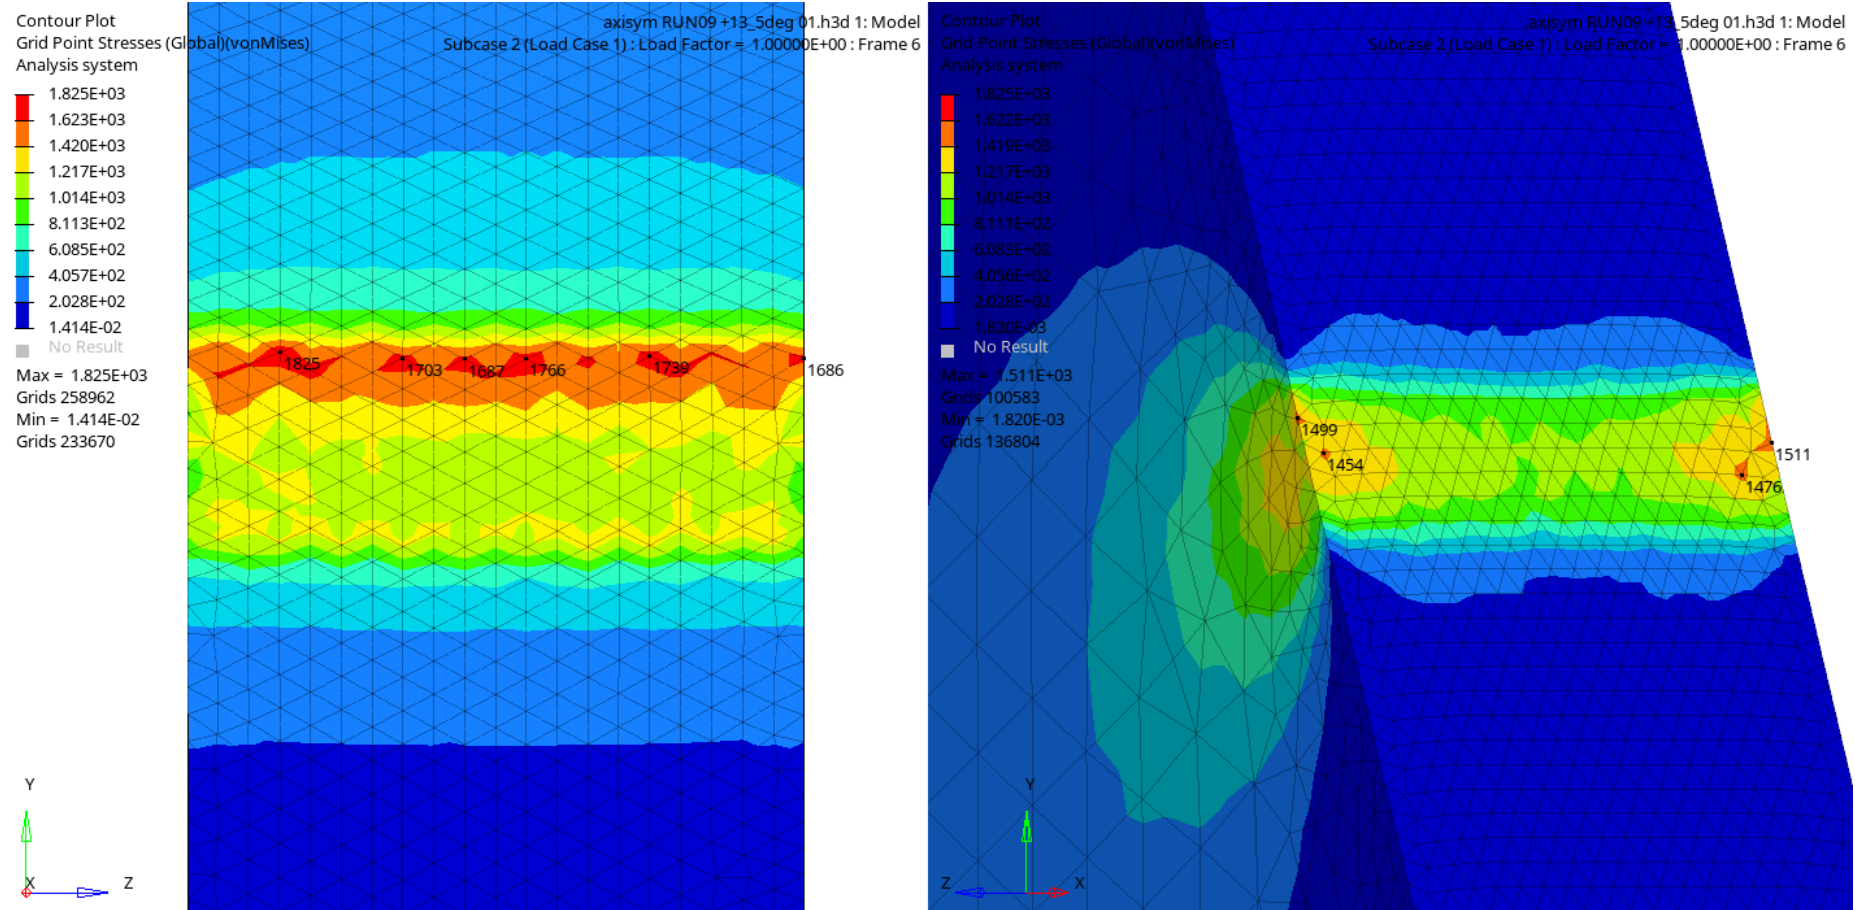 Contour Plot
Grid Point Stresses (Global)(vonMises)
Analysis system
1.825E+03
1.623E+03
1.420E+03
1.217E+03
1.014E+03
8.113E+02
6.085E+02
4.057E+02
2.028E+02
1.414E-02
No Result
Max = 1.825E+03
Grids 258962
Min = 1.414E-02
Grids 233670
axisym RUN09 +13_5deg 01.h3d 1: Model
Subcase 2 (Load Case 1) : Load Factor = 1.00000E+00 : Frame 6
1825
1703
1687
1766
1739
1686
Y
X
Z
Contour Plot
Grid Point Stresses (Global)(vonMises)
Analysis system
1.825E+03
1.622E+03
1.419E+03
1.217E+03
1.014E+03
8.111E+02
6.083E+02
4.056E+02
2.028E+02
1.820E-03
No Result
Max = 1.511E+03
Grids 100583
Min = 1.820E-03
Grids 136804
axisym RUN09 +13_5deg 01.h3d 1: Model
Subcase 2 (Load Case 1) : Load Factor = 1.00000E+00 : Frame 6
1499
1454
1511
1476
Y
Z
X